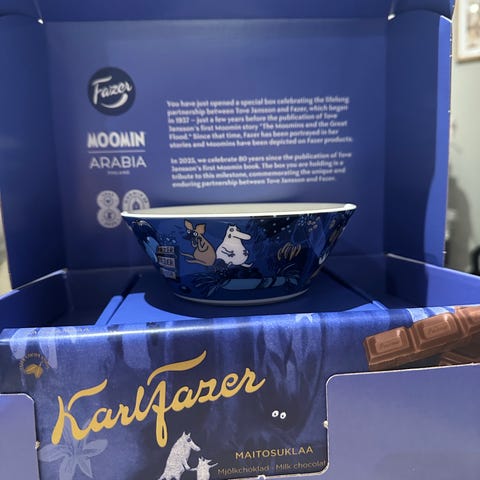 Fazer
MOOMIN
ARABIA
FINLAND
80
You have just opened a special box celebrating the lifelong
partnership between Tove Jansson and Fazer, which began
in 1937 – just a few years before the publication of Tove
Jansson's first Moomin story "The Moomins and the Great
Flood." Since that time, Fazer has been portrayed in her
stories and Moomins have been depicted on Fazer products.
In 2025, we celebrate 80 years since the publication of Tove
Jansson's first Moomin book. The box you are holding is a
tribute to this milestone, commemorating the unique and
enduring partnership between Tove Jansson and Fazer.
Karl Fazer
MAITOSUKLAA
Mjölkchoklad - Milk chocolat